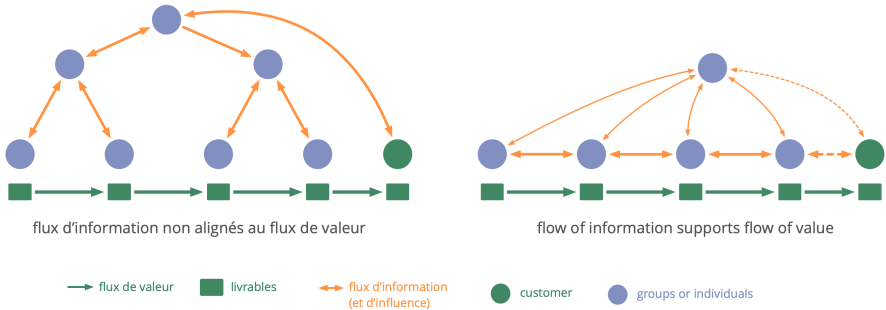 flux d’information non alignés au flux de valeur
flow of information supports flow of value
flux de valeur
livrables
flux d’information
(et d’influence)
customer
groups or individuals